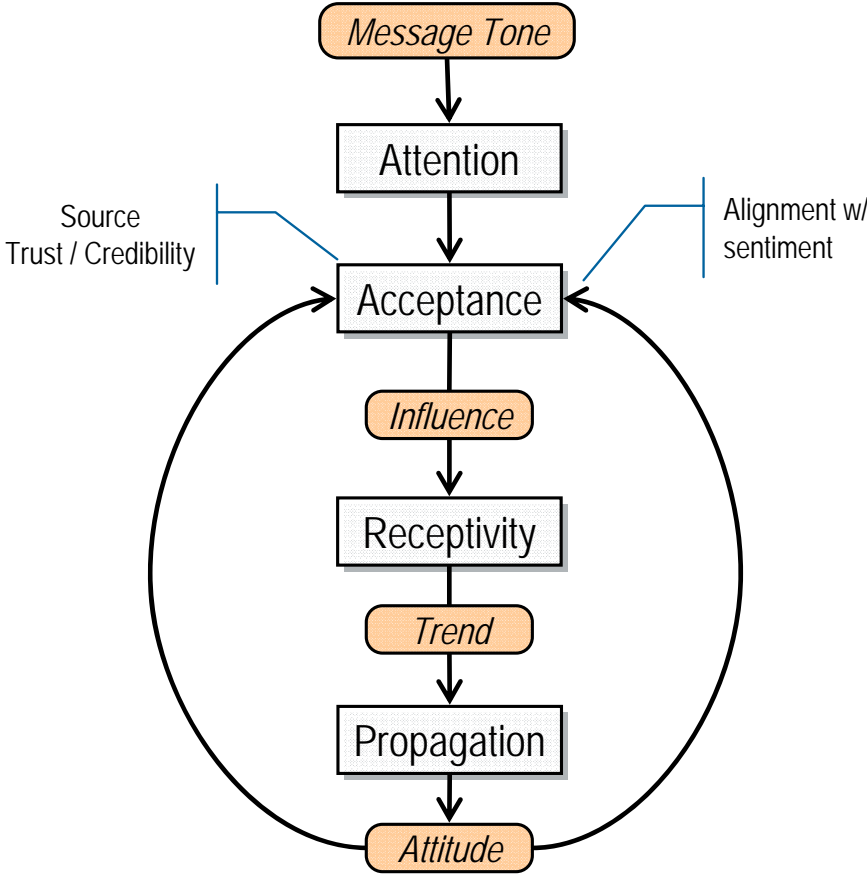 Message Tone
Attention
Source
Trust / Credibility
Alignment w/
sentiment
Acceptance
Influence
Receptivity
Trend
Propagation
Attitude